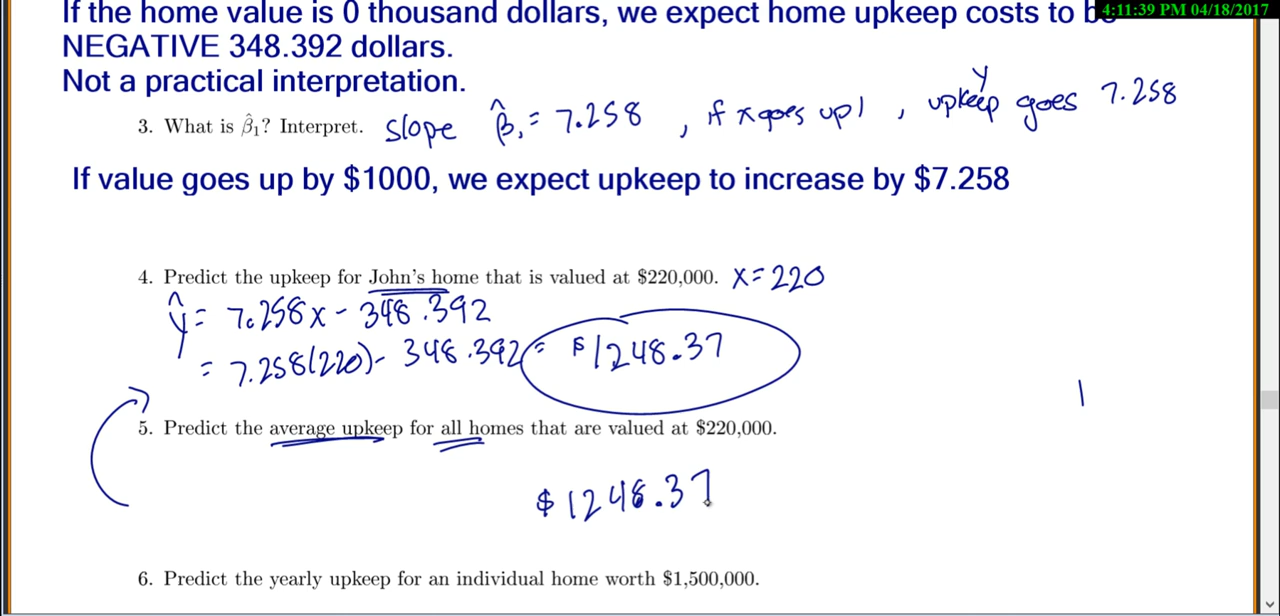 If the home value is 0 thousand dollars, we expect home upkeep costs to be
4:11:39 PM 04/18/2017
NEGATIVE 348.392 dollars.
Not a practical interpretation.
3. What is β̂₁? Interpret. slope β̂₁ = 7.258 , if x goes up 1 , upkeep goes 7.258
y
If value goes up by $1000, we expect upkeep to increase by $7.258
4. Predict the upkeep for John's home that is valued at $220,000. x=220
ŷ = 7.258x - 348.392
= 7.258(220) - 348.392 = $1248.37
5. Predict the average upkeep for all homes that are valued at $220,000.
$1248.37
6. Predict the yearly upkeep for an individual home worth $1,500,000.